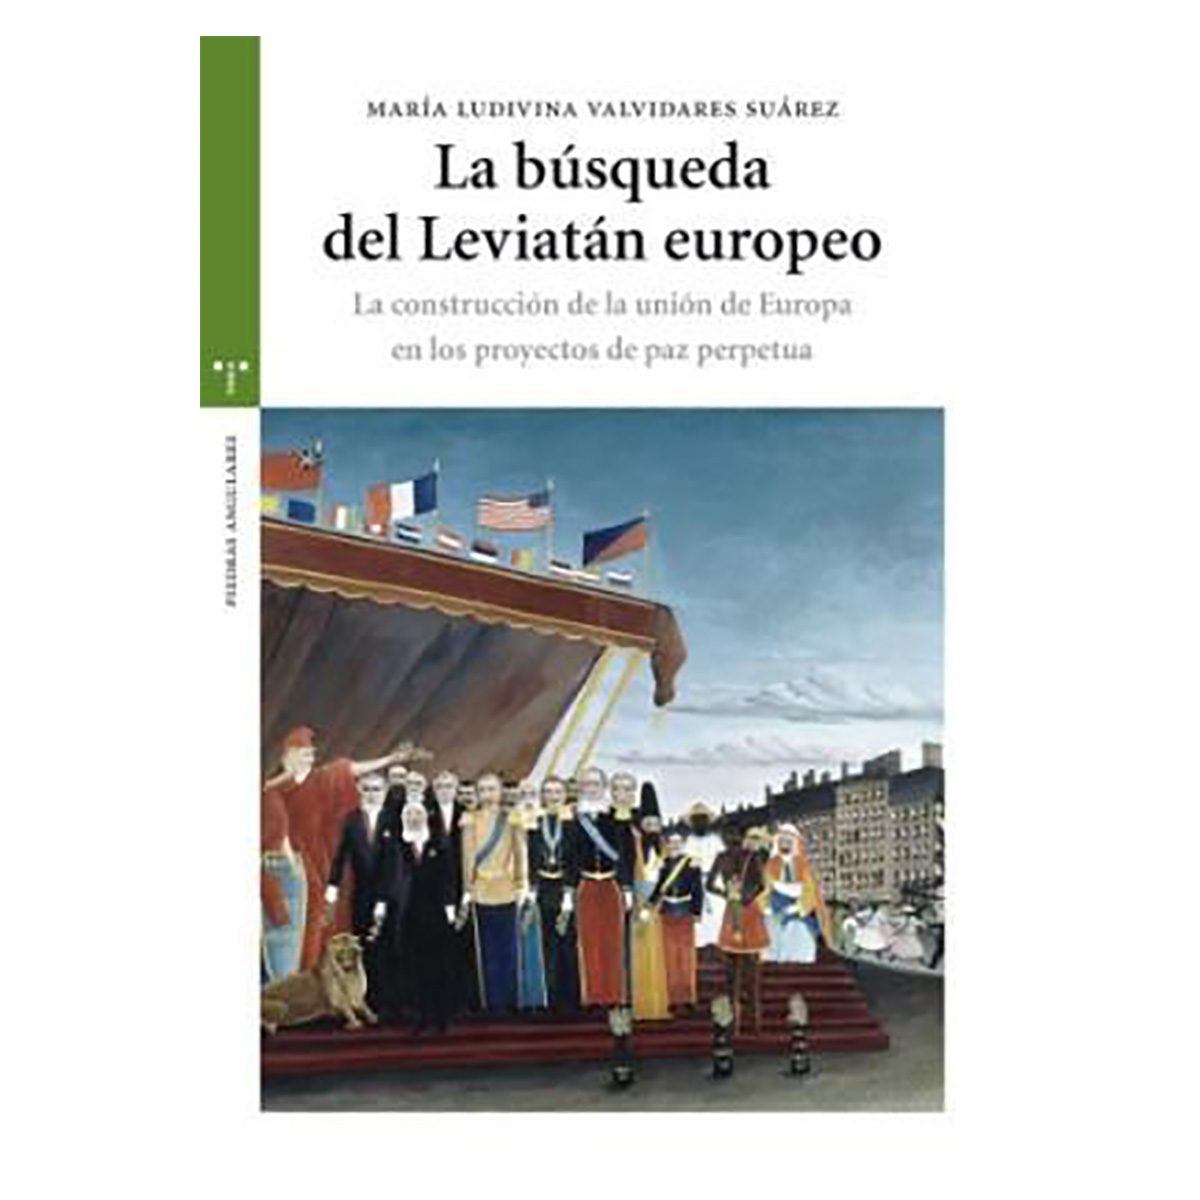 MARÍA LUDIVINA VALVIDARES SUÁREZ
La búsqueda
del Leviatán europeo
La construcción de la unión de Europa
en los proyectos de paz perpetua
TREA
PIEDRAS ANGULARES